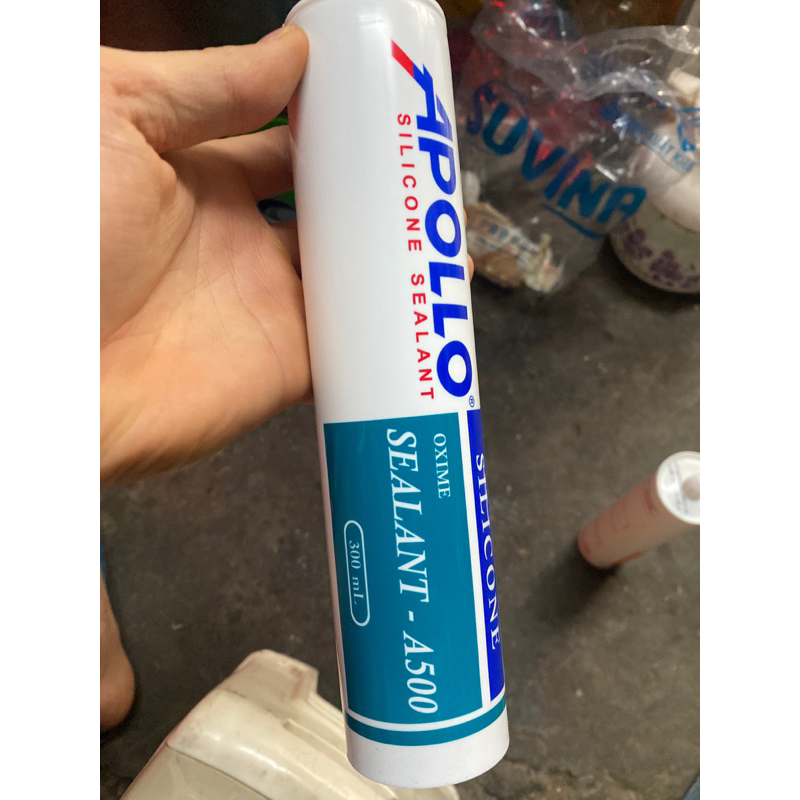 APOLLO®
SILICONE SEALANT
SILICONE
OXIME
SEALANT - A500
300 mL
SUVINA